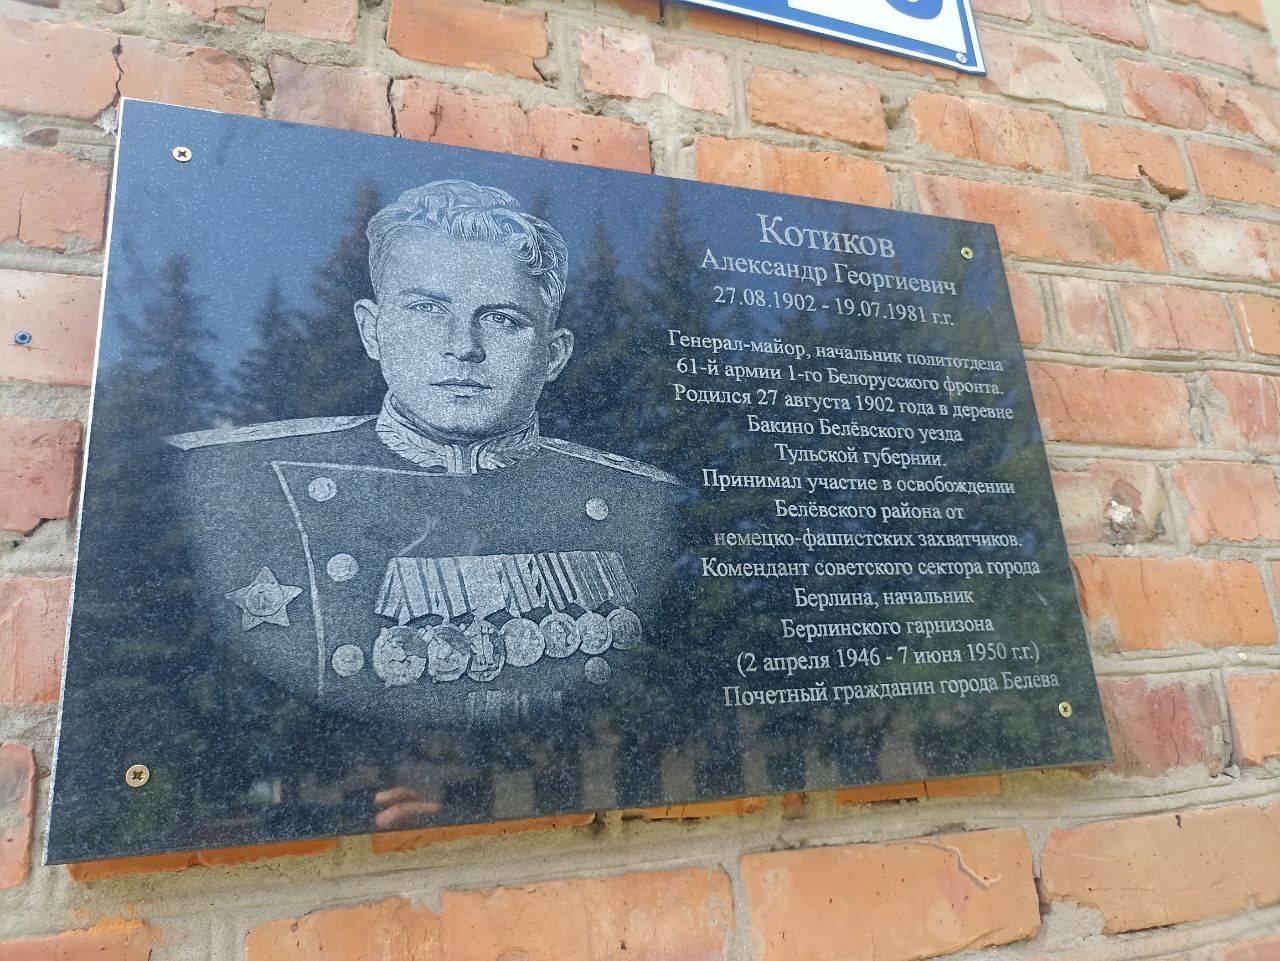 Котиков
Александр Георгиевич
27.08.1902 - 19.07.1981 г.г.
Генерал-майор, начальник политотдела
61-й армии 1-го Белорусского фронта.
Родился 27 августа 1902 года в деревне
Бакино Белёвского уезда
Тульской губернии.
Принимал участие в освобождении
Белёвского района от
немецко-фашистских захватчиков.
Комендант советского сектора города
Берлина, начальник
Берлинского гарнизона
(2 апреля 1946 - 7 июня 1950 г.г.)
Почетный гражданин города Белева